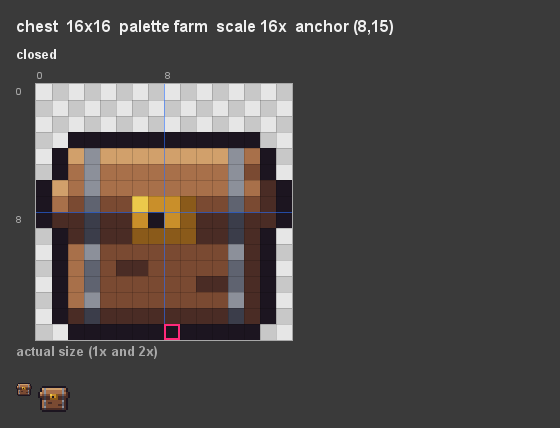 chest 16x16 palette farm scale 16x anchor (8,15)
closed
0 8
0
8
actual size (1x and 2x)